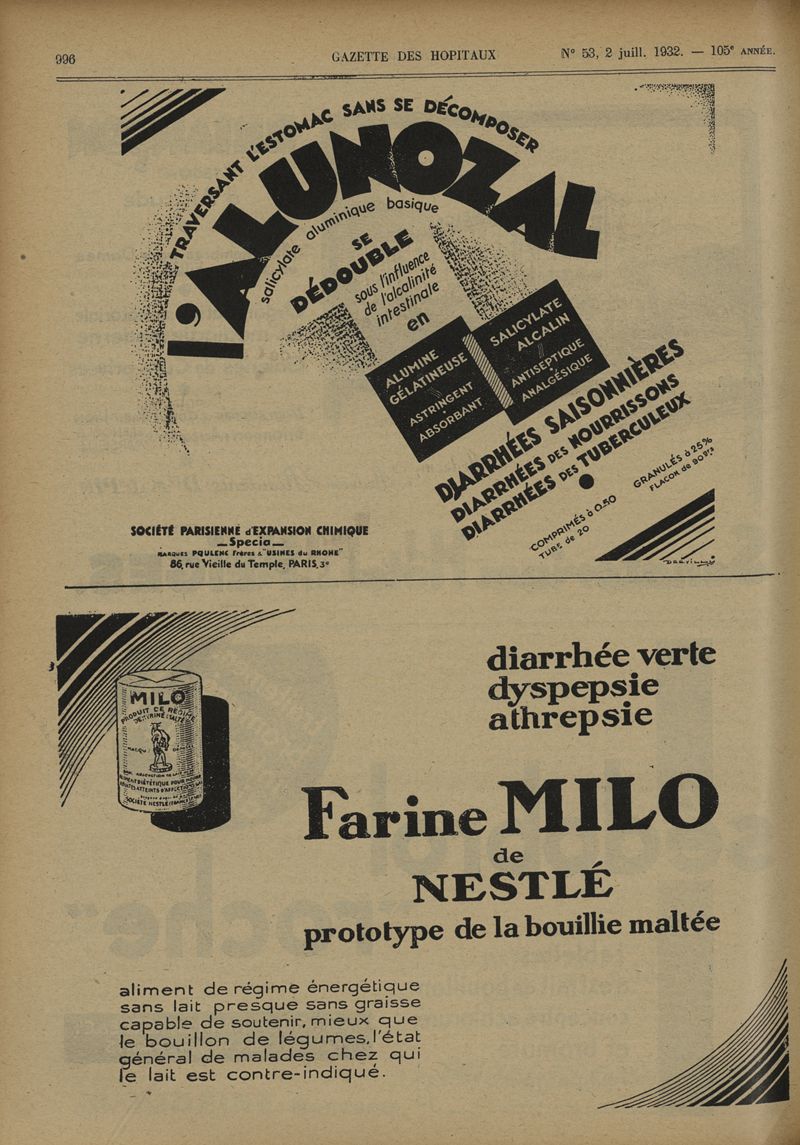 996
GAZETTE DES HOPITAUX
N° 53, 2 juill. 1932. — 105e ANNÉE.
TRAVERSANT L'ESTOMAC SANS SE DÉCOMPOSER
l'ALUNOZAL
salicylate aluminique basique
SE
DÉDOUBLE
sous l'influence
de l'alcalinité
intestinale
en
ALUMINE
GÉLATINEUSE
ASTRINGENT
ABSORBANT
SALICYLATE
ALCALIN
ANTISEPTIQUE
ANALGÉSIQUE
DIARRHÉES SAISONNIÈRES
DIARRHÉES DES NOURRISSONS
DIARRHÉES DES TUBERCULEUX
COMPRIMÉS à 0.50
TUBE de 20
GRANULÉS à 25%
FLACON de 90 grs
SOCIÉTÉ PARISIENNE d'EXPANSION CHIMIQUE
—Specia—
MARQUES POULENC Frères & "USINES du RHONE"
86, rue Vieille du Temple, PARIS, 3e
MILO
PRODUIT DE RÉGIME
SOCIÉTÉ NESTLÉ
diarrhée verte
dyspepsie
athrepsie
Farine MILO
de
NESTLÉ
prototype de la bouillie maltée
aliment de régime énergétique
sans lait presque sans graisse
capable de soutenir, mieux que
le bouillon de légumes, l'état
général de malades chez qui
le lait est contre-indiqué.